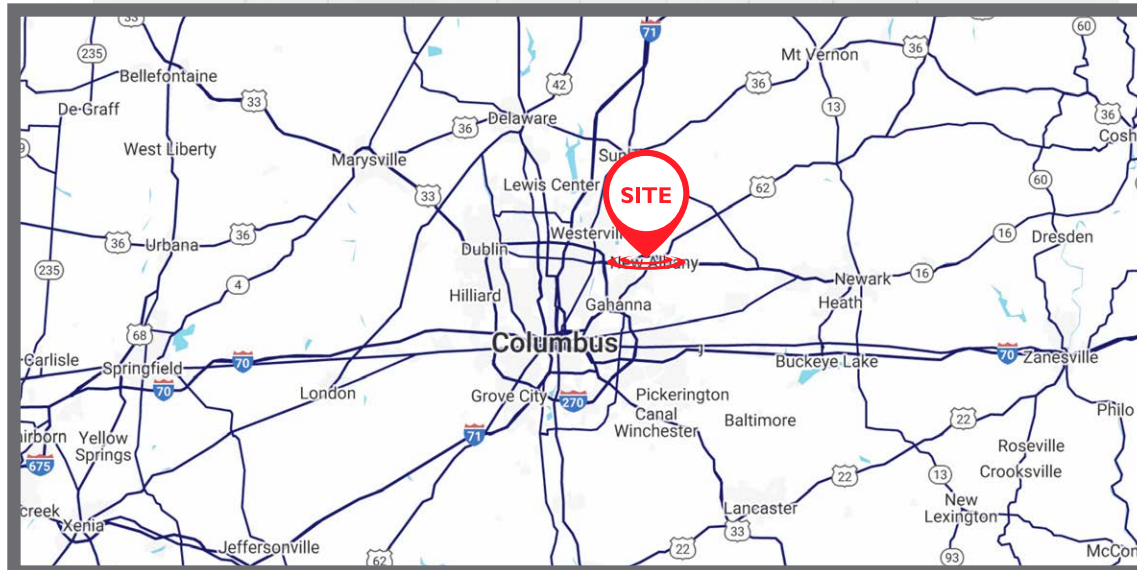 33
71
60
235
36
Mt Vernon
Bellefontaine
42
36
33
13
De Graff
36
Delaware
36
West Liberty
Marysville
Lewis Center
SITE
62
60
33
36
36
Urbana
Dublin
New Albany
16
Dresden
235
4
Hilliard
Gahanna
Newark
16
Heath
68
Columbus
Carlisle
Springfield
70
70
Buckeye Lake
70
Zanesville
London
Grove City
270
Pickerington
Canal
Winchester
Baltimore
22
Philo
Yellow
Springs
71
675
Roseville
22
13
Crooksville
Xenia
Lancaster
33
New
Lexington
Jeffersonville
62
22
93